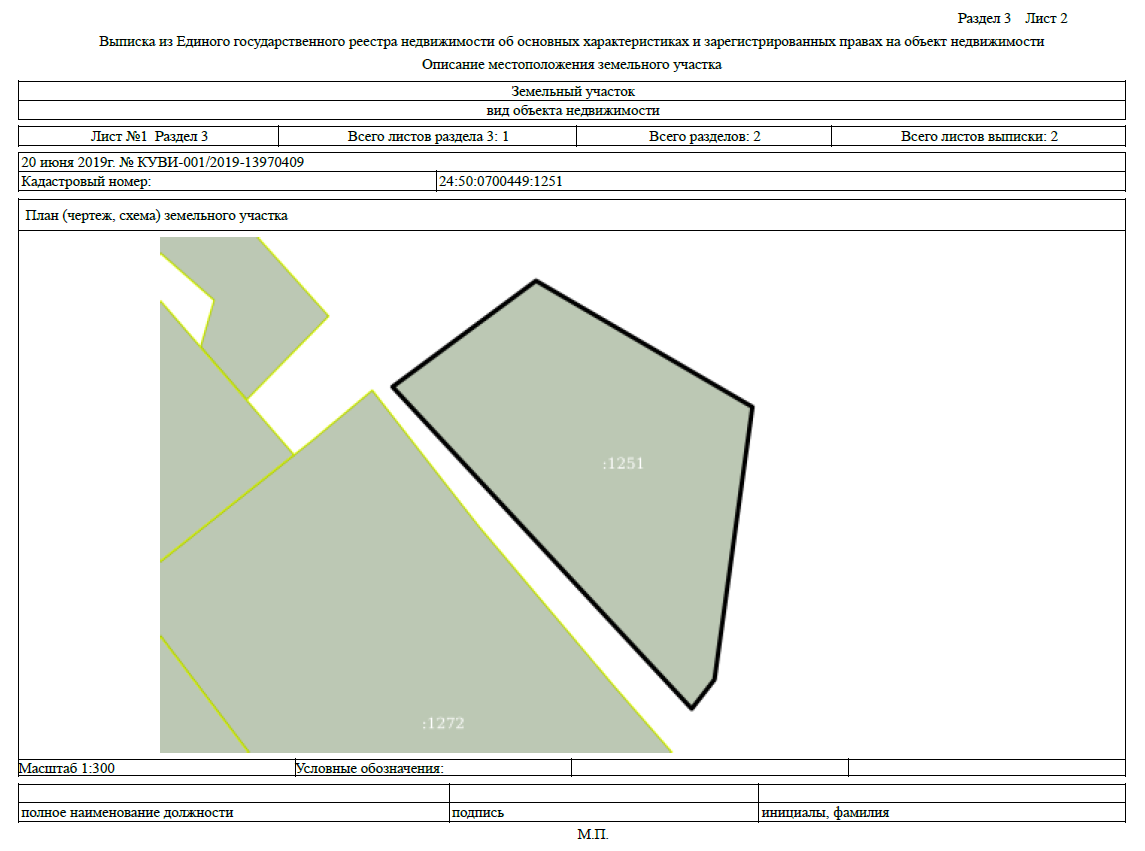 Раздел 3 Лист 2
Выписка из Единого государственного реестра недвижимости об основных характеристиках и зарегистрированных правах на объект недвижимости
Описание местоположения земельного участка
Земельный участок
вид объекта недвижимости
Лист №1 Раздел 3 Всего листов раздела 3: 1 Всего разделов: 2 Всего листов выписки: 2
20 июня 2019г. № КУВИ-001/2019-13970409
Кадастровый номер: 24:50:0700449:1251
План (чертеж, схема) земельного участка
:1251
:1272
Масштаб 1:300 Условные обозначения:
полное наименование должности подпись инициалы, фамилия
М.П.